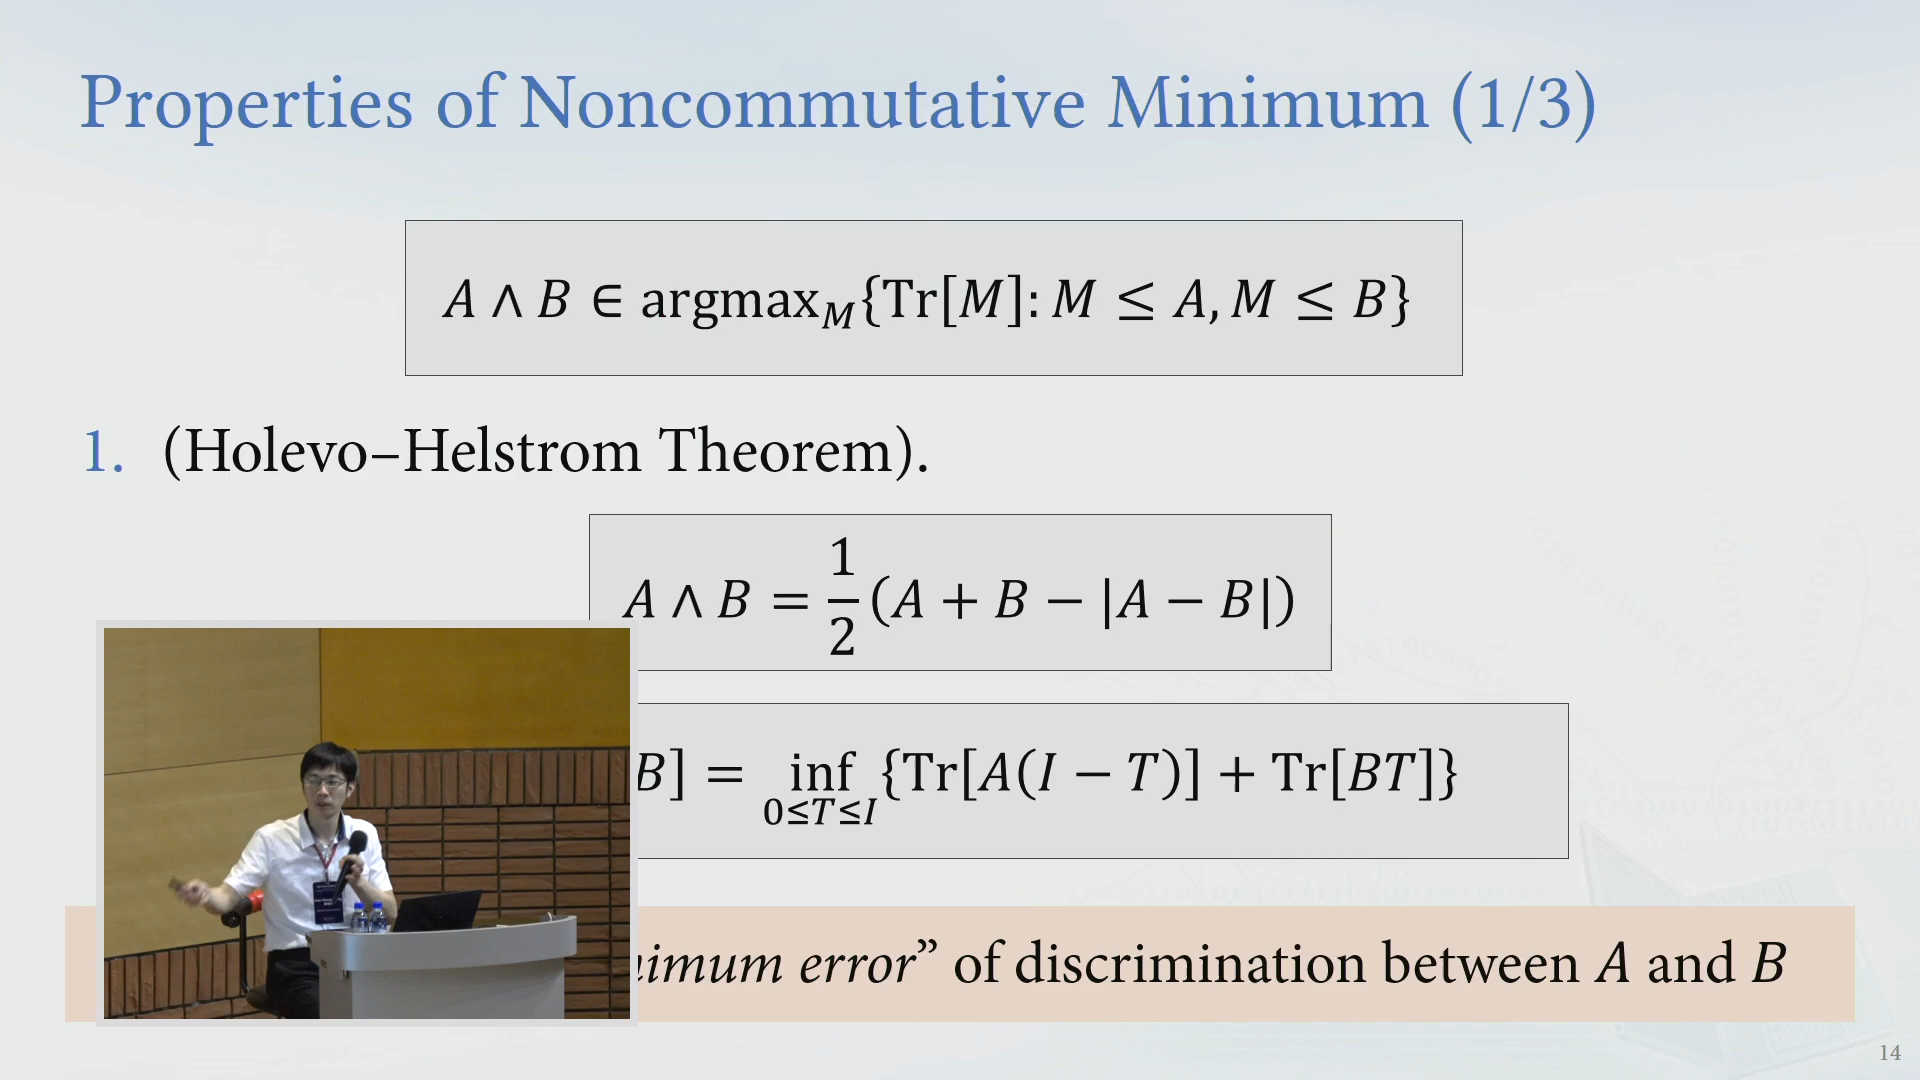 Properties of Noncommutative Minimum (1/3)
A ∧ B ∈ argmax_M{Tr[M]: M ≤ A, M ≤ B}
1. (Holevo–Helstrom Theorem).
A ∧ B = 1/2 (A + B − |A − B|)
B] = inf_{0≤T≤I} {Tr[A(I − T)] + Tr[BT]}
error” of discrimination between A and B
14